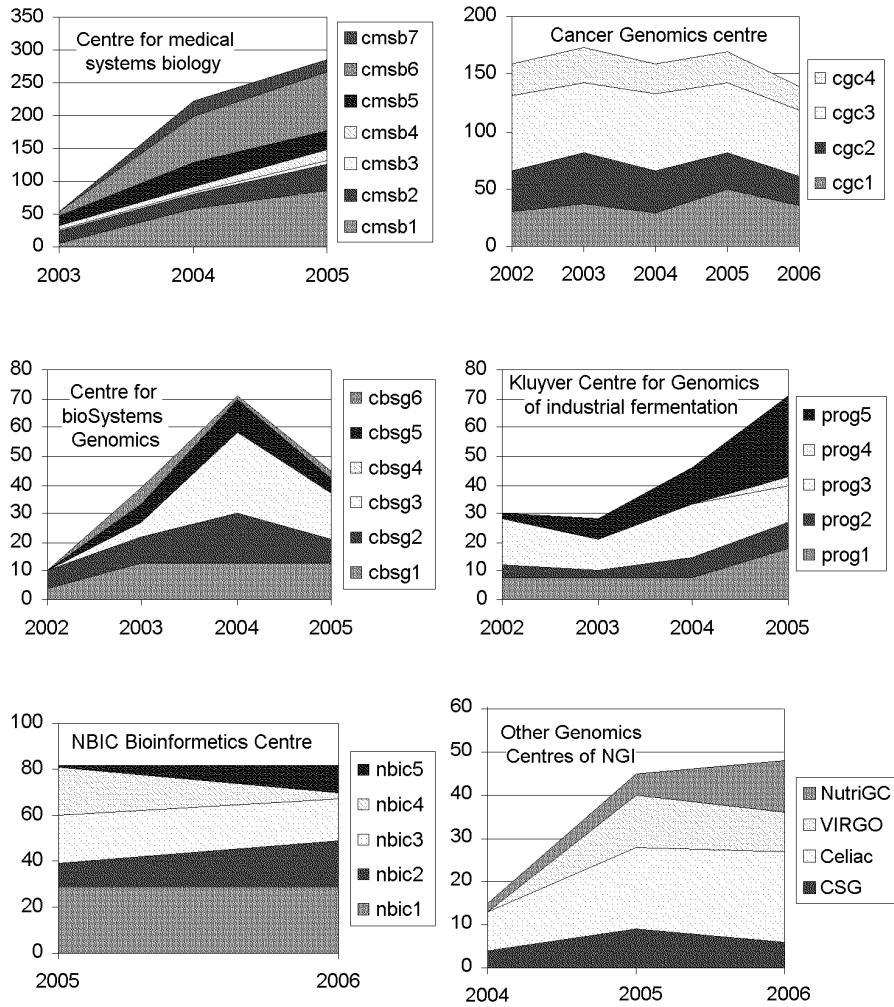 Centre for medical
systems biology
350
300
250
200
150
100
50
0
2003 2004 2005
cmsb7
cmsb6
cmsb5
cmsb4
cmsb3
cmsb2
cmsb1
Cancer Genomics centre
200
150
100
50
0
2002 2003 2004 2005 2006
cgc4
cgc3
cgc2
cgc1
Centre for
bioSystems
Genomics
80
70
60
50
40
30
20
10
0
2002 2003 2004 2005
cbsg6
cbsg5
cbsg4
cbsg3
cbsg2
cbsg1
Kluyver Centre for Genomics
of industrial fermentation
80
70
60
50
40
30
20
10
0
2002 2003 2004 2005
prog5
prog4
prog3
prog2
prog1
NBIC Bioinformetics Centre
100
80
60
40
20
0
2005 2006
nbic5
nbic4
nbic3
nbic2
nbic1
Other Genomics
Centres of NGI
60
50
40
30
20
10
0
2004 2005 2006
NutriGC
VIRGO
Celiac
CSG